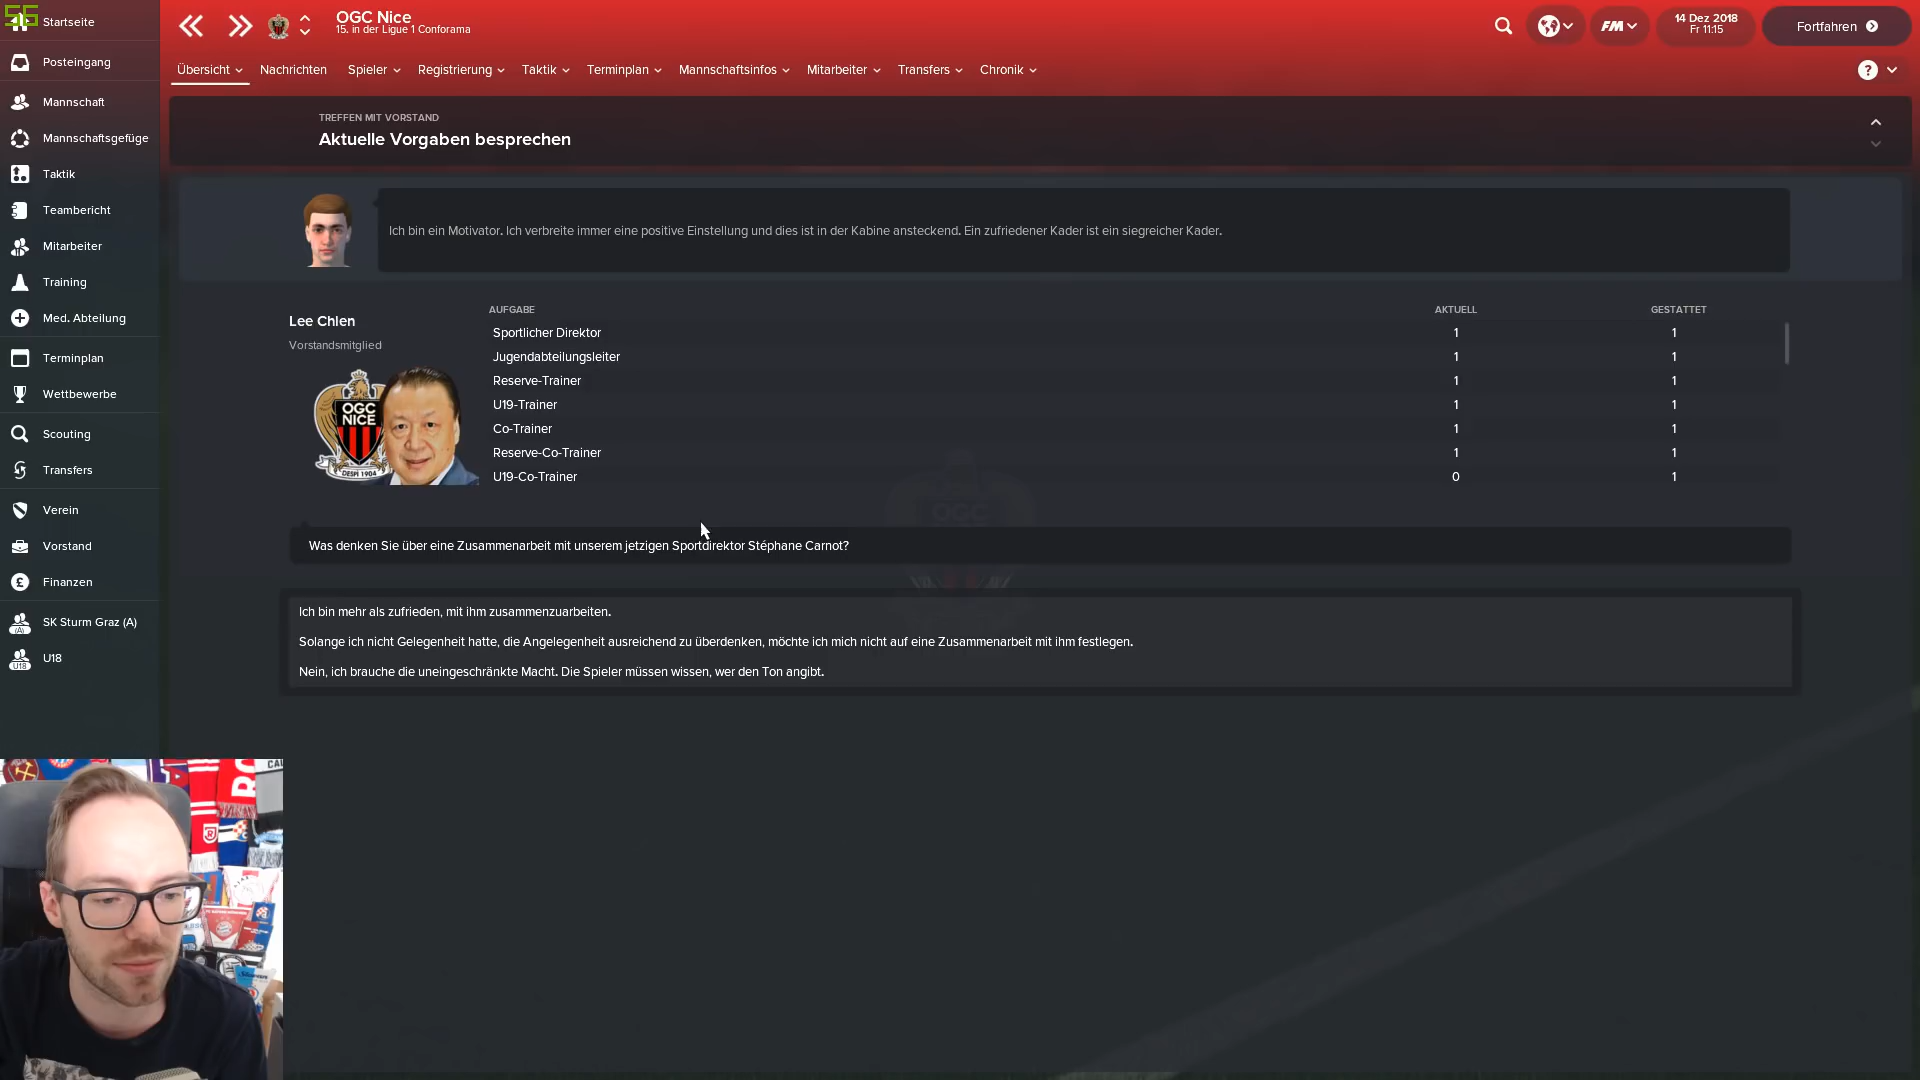 Startseite
Posteingang
Mannschaft
Mannschaftsgefüge
Taktik
Teambericht
Mitarbeiter
Training
Med. Abteilung
Terminplan
Wettbewerbe
Scouting
Transfers
Verein
Vorstand
Finanzen
SK Sturm Graz (A)
U18
OGC Nice
15. in der Ligue 1 Conforama
FM
14 Dez 2018
Fr 11:15
Fortfahren
Übersicht
Nachrichten
Spieler
Registrierung
Taktik
Terminplan
Mannschaftsinfos
Mitarbeiter
Transfers
Chronik
?
TREFFEN MIT VORSTAND
Aktuelle Vorgaben besprechen
Ich bin ein Motivator. Ich verbreite immer eine positive Einstellung und dies ist in der Kabine ansteckend. Ein zufriedener Kader ist ein siegreicher Kader.
Lee Chien
Vorstandsmitglied
OGC
NICE
DEPUIS 1904
AUFGABE AKTUELL GESTATTET
Sportlicher Direktor 1 1
Jugendabteilungsleiter 1 1
Reserve-Trainer 1 1
U19-Trainer 1 1
Co-Trainer 1 1
Reserve-Co-Trainer 1 1
U19-Co-Trainer 0 1
Was denken Sie über eine Zusammenarbeit mit unserem jetzigen Sportdirektor Stéphane Carnot?
Ich bin mehr als zufrieden, mit ihm zusammenzuarbeiten.
Solange ich nicht Gelegenheit hatte, die Angelegenheit ausreichend zu überdenken, möchte ich mich nicht auf eine Zusammenarbeit mit ihm festlegen.
Nein, ich brauche die uneingeschränkte Macht. Die Spieler müssen wissen, wer den Ton angibt.